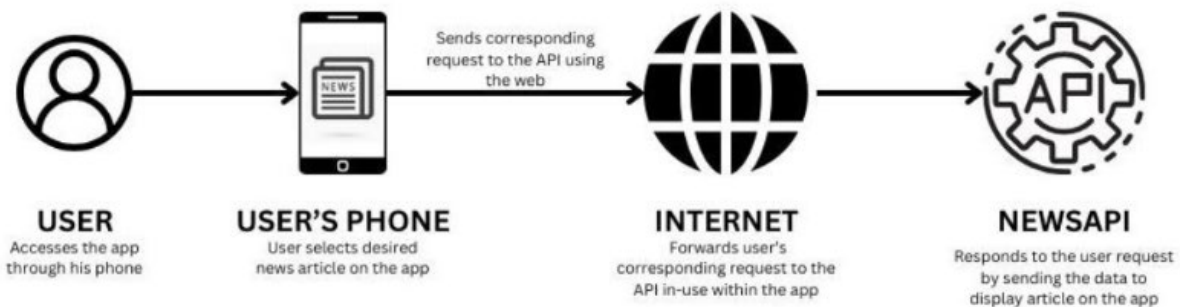 Sends corresponding
request to the API using
the web
NEWS
API
USER
Accesses the app
through his phone
USER'S PHONE
User selects desired
news article on the app
INTERNET
Forwards user's
corresponding request to the
API in-use within the app
NEWSAPI
Responds to the user request
by sending the data to
display article on the app